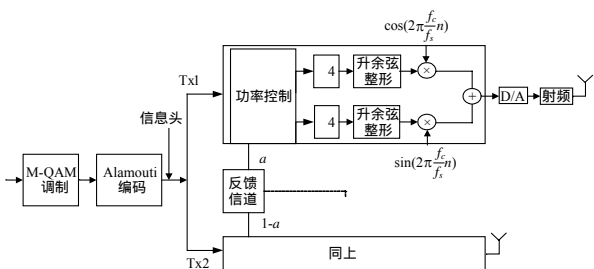 cos(2π f_c/f_s n)
Tx1
功率控制
4
升余弦
整形
×
4
升余弦
整形
×
+
D/A
射频
sin(2π f_c/f_s n)
信息头
M-QAM
调制
Alamouti
编码
a
反馈
信道
1-a
Tx2
同上